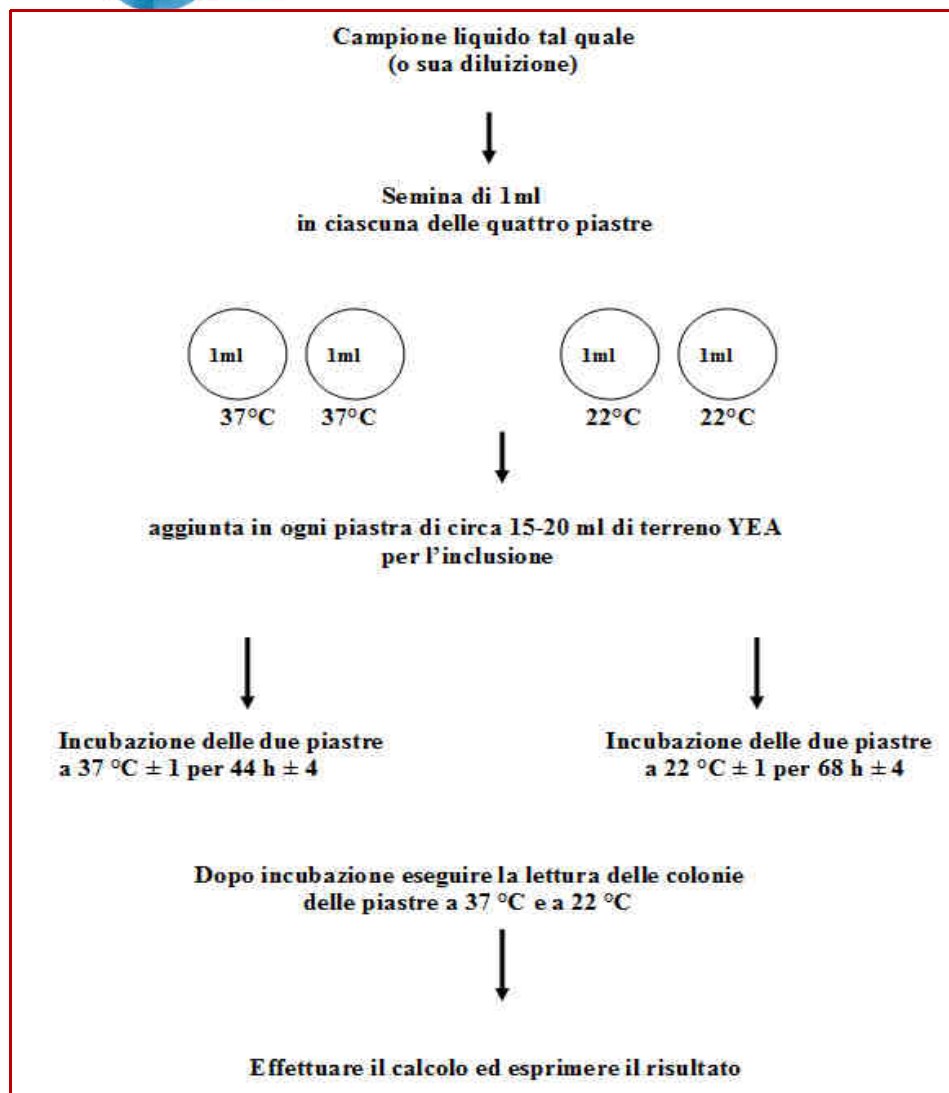 Campione liquido tal quale
(o sua diluizione)
Semina di 1ml
in ciascuna delle quattro piastre
1ml 1ml 1ml 1ml
37°C 37°C 22°C 22°C
aggiunta in ogni piastra di circa 15-20 ml di terreno YEA
per l'inclusione
Incubazione delle due piastre
a 37 °C ± 1 per 44 h ± 4
Incubazione delle due piastre
a 22 °C ± 1 per 68 h ± 4
Dopo incubazione eseguire la lettura delle colonie
delle piastre a 37 °C e a 22 °C
Effettuare il calcolo ed esprimere il risultato